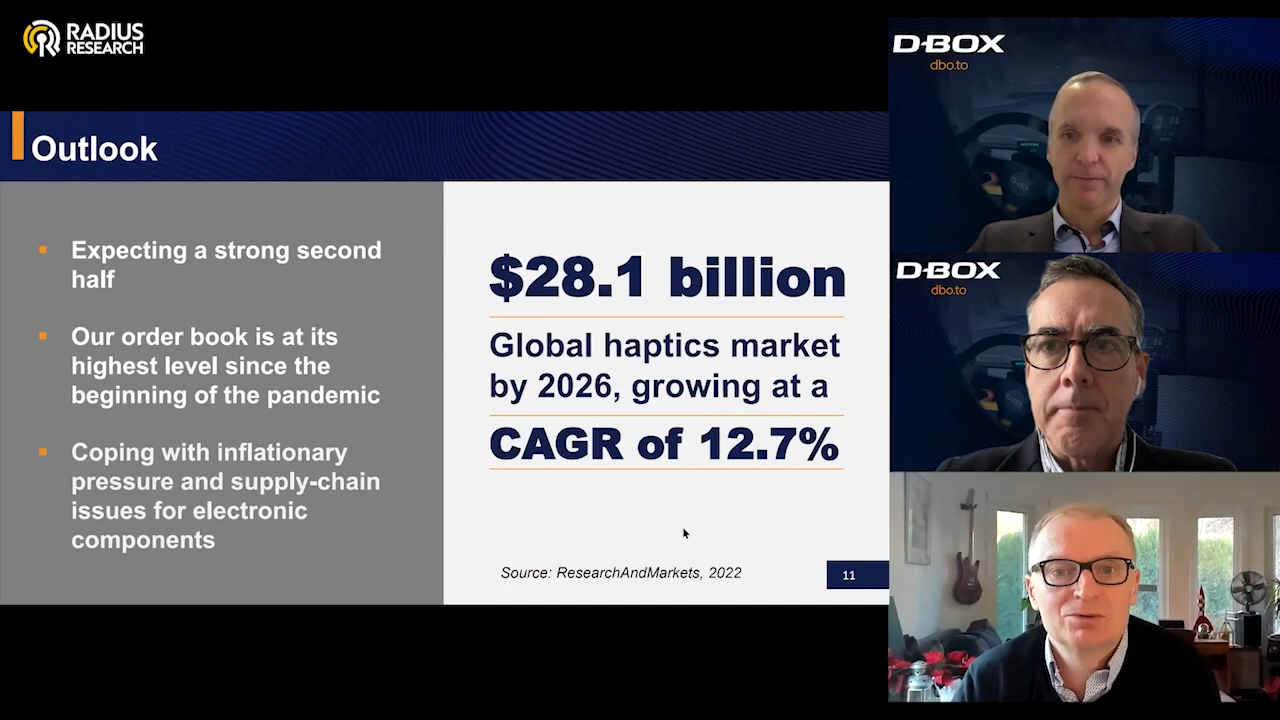 RADIUS
RESEARCH
Outlook
Expecting a strong second
half
Our order book is at its
highest level since the
beginning of the pandemic
Coping with inflationary
pressure and supply-chain
issues for electronic
components
$28.1 billion
Global haptics market
by 2026, growing at a
CAGR of 12.7%
Source: ResearchAndMarkets, 2022
11
D-BOX
dbo.to
D-BOX
dbo.to